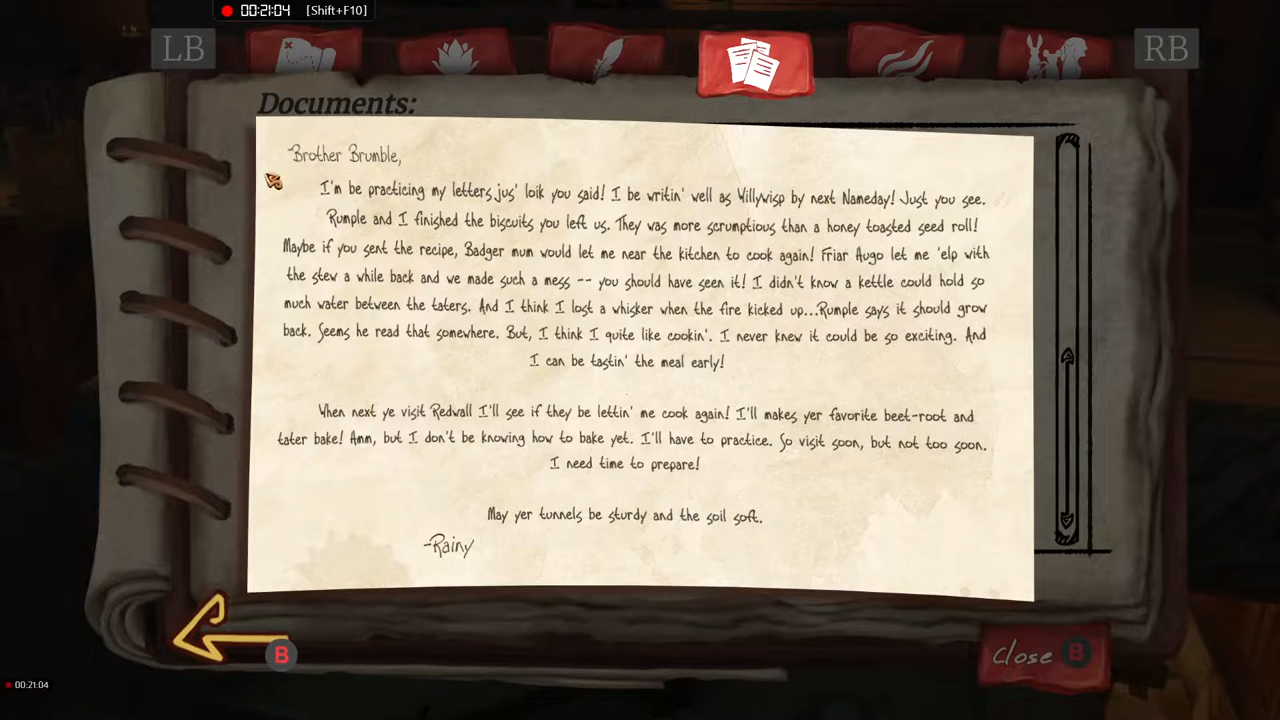 00:21:04 [Shift+F10]
LB
RB
Documents:
Brother Brumble,
I'm be practicing my letters jus' loik you said! I be writin' well as Willywisp by next Nameday! Just you see.
Rumple and I finished the biscuits you left us. They was more scrumptious than a honey toasted seed roll!
Maybe if you sent the recipe, Badger mum would let me near the kitchen to cook again! Friar Augo let me 'elp with
the stew a while back and we made such a mess -- you should have seen it! I didn't know a kettle could hold so
much water between the taters. And I think I lost a whisker when the fire kicked up...Rumple says it should grow
back. Seems he read that somewhere. But, I think I quite like cookin'. I never knew it could be so exciting. And
I can be tastin' the meal early!
When next ye visit Redwall I'll see if they be lettin' me cook again! I'll makes yer favorite beet-root and
tater bake! Amm, but I don't be knowing how to bake yet. I'll have to practice. So visit soon, but not too soon.
I need time to prepare!
May yer tunnels be sturdy and the soil soft.
-Rainy
B
Close B
00:21:04